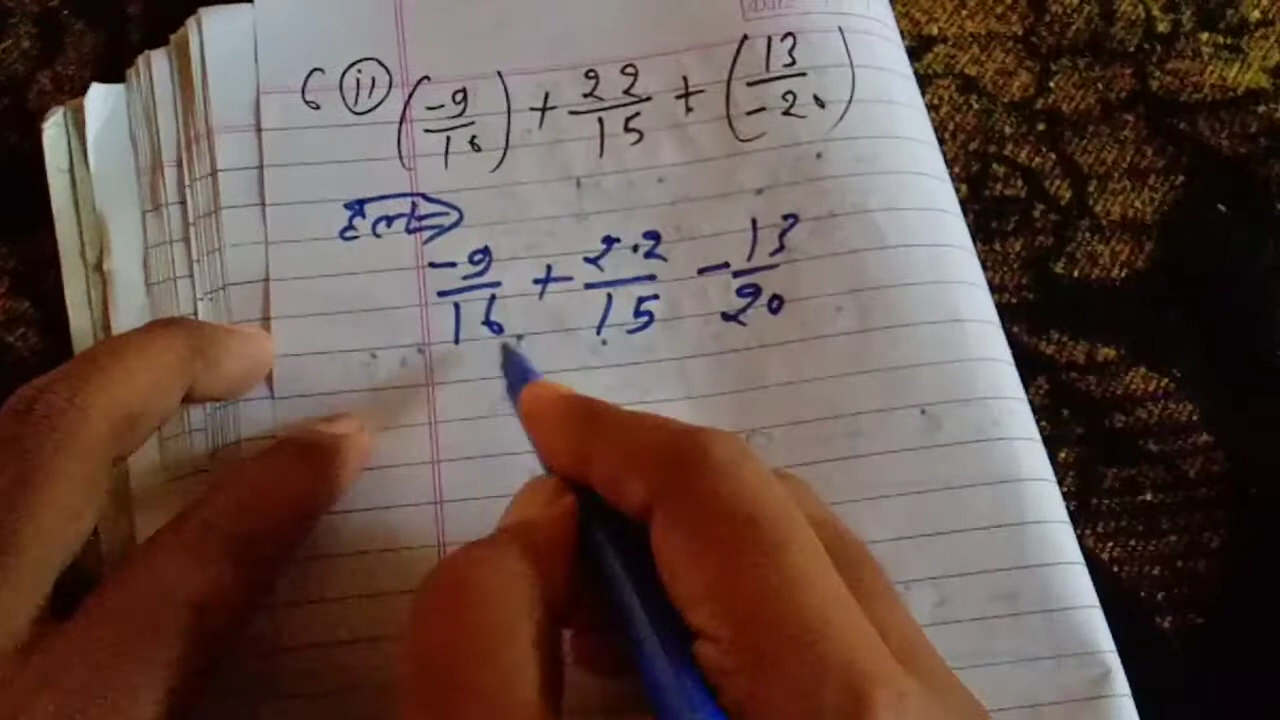 6 (ii) (-9/16) + 22/15 + (13/-20)
हल⇒
-9/16 + 22/15 - 13/20